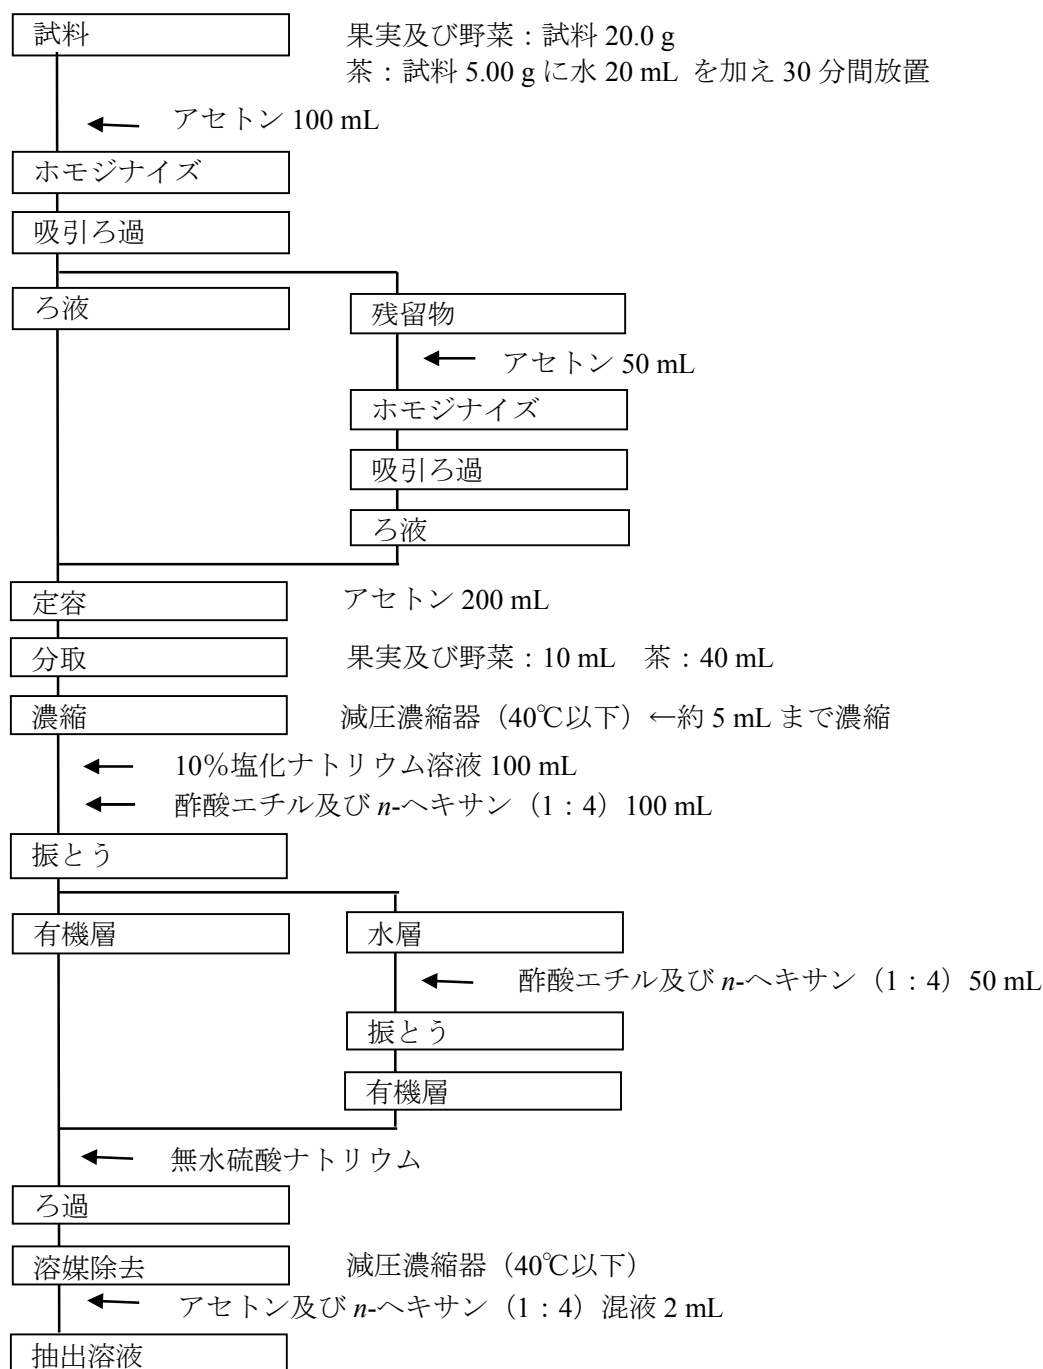 試料
果実及び野菜：試料 20.0 g
茶：試料 5.00 g に水 20 mL を加え 30 分間放置
アセトン 100 mL
ホモジナイズ
吸引ろ過
ろ液
残留物
アセトン 50 mL
ホモジナイズ
吸引ろ過
ろ液
定容
アセトン 200 mL
分取
果実及び野菜：10 mL 茶：40 mL
濃縮
減圧濃縮器（40℃以下）←約 5 mL まで濃縮
10％塩化ナトリウム溶液 100 mL
酢酸エチル及び n-ヘキサン（1：4）100 mL
振とう
有機層
水層
酢酸エチル及び n-ヘキサン（1：4）50 mL
振とう
有機層
無水硫酸ナトリウム
ろ過
溶媒除去
減圧濃縮器（40℃以下）
アセトン及び n-ヘキサン（1：4）混液 2 mL
抽出溶液